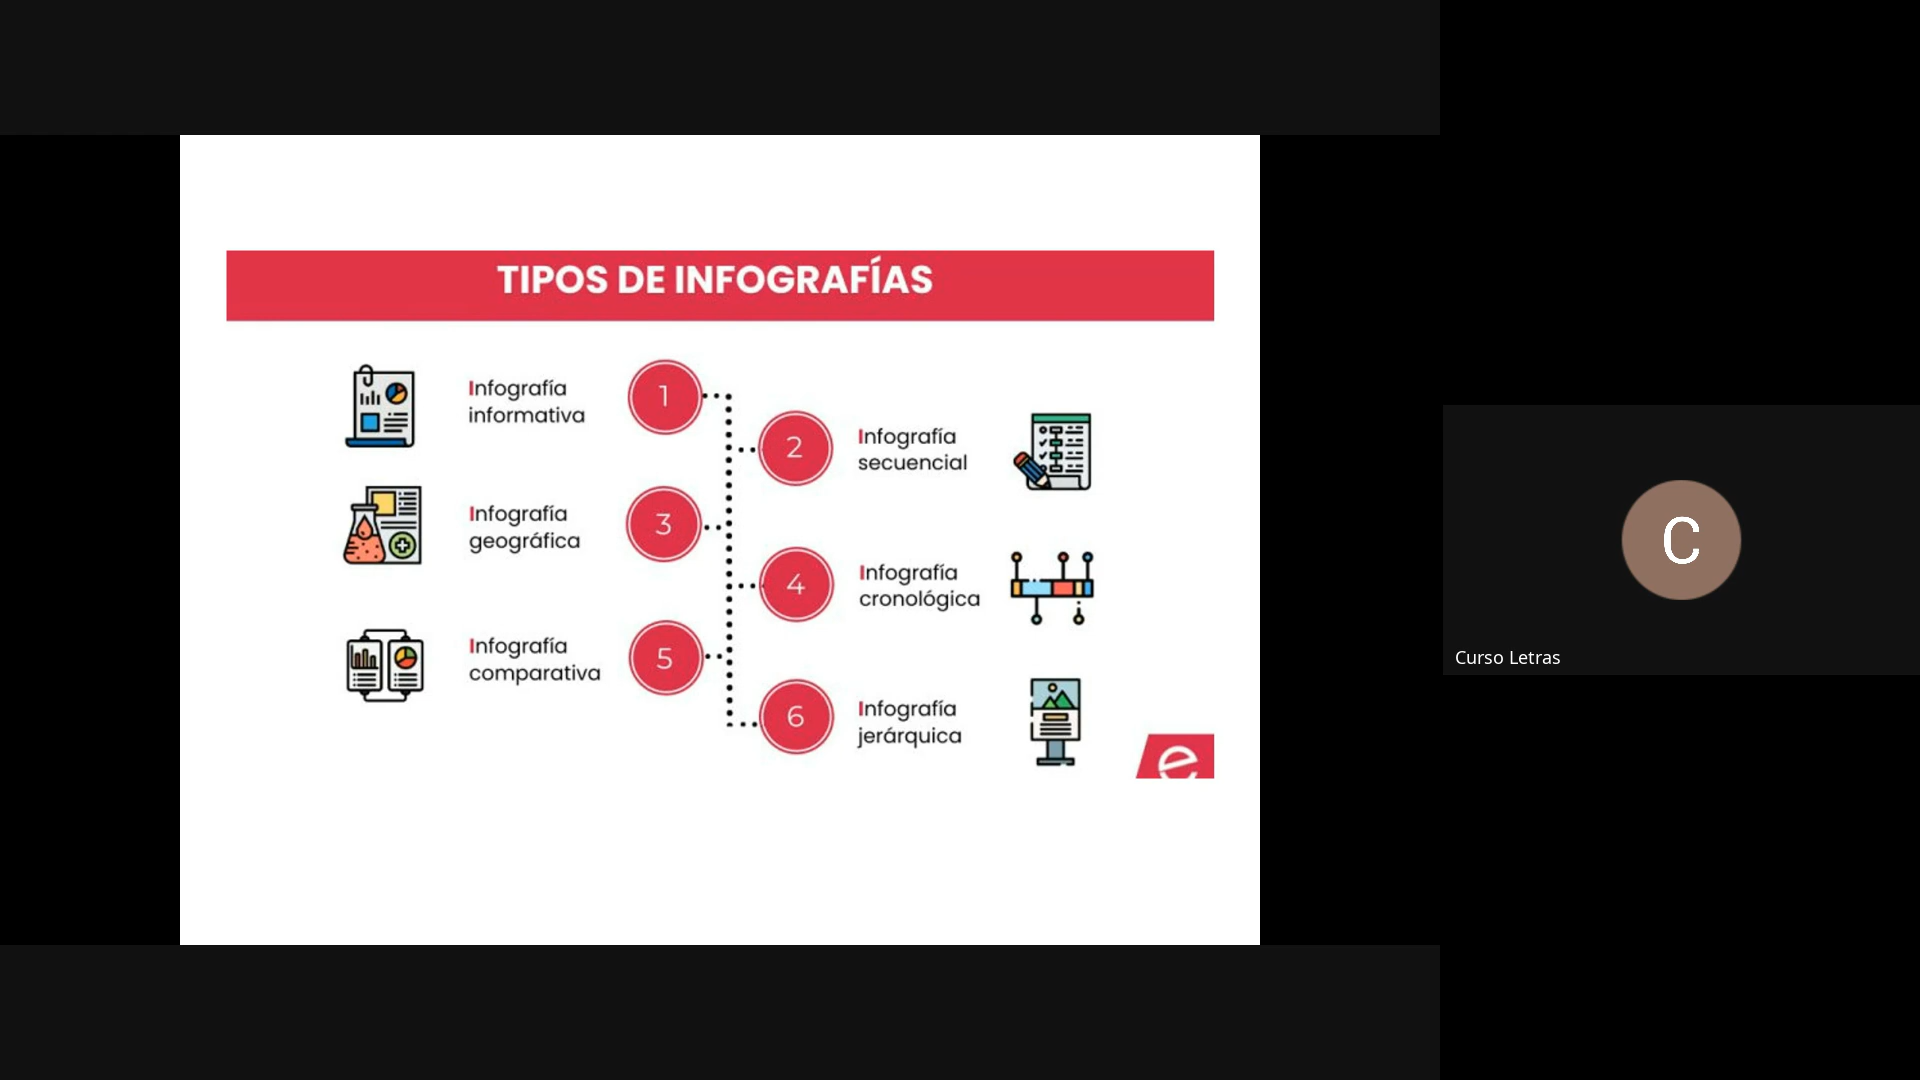 TIPOS DE INFOGRAFÍAS
Infografía
informativa
1
2
Infografía
secuencial
Infografía
geográfica
3
4
Infografía
cronológica
Infografía
comparativa
5
6
Infografía
jerárquica
e
C
Curso Letras